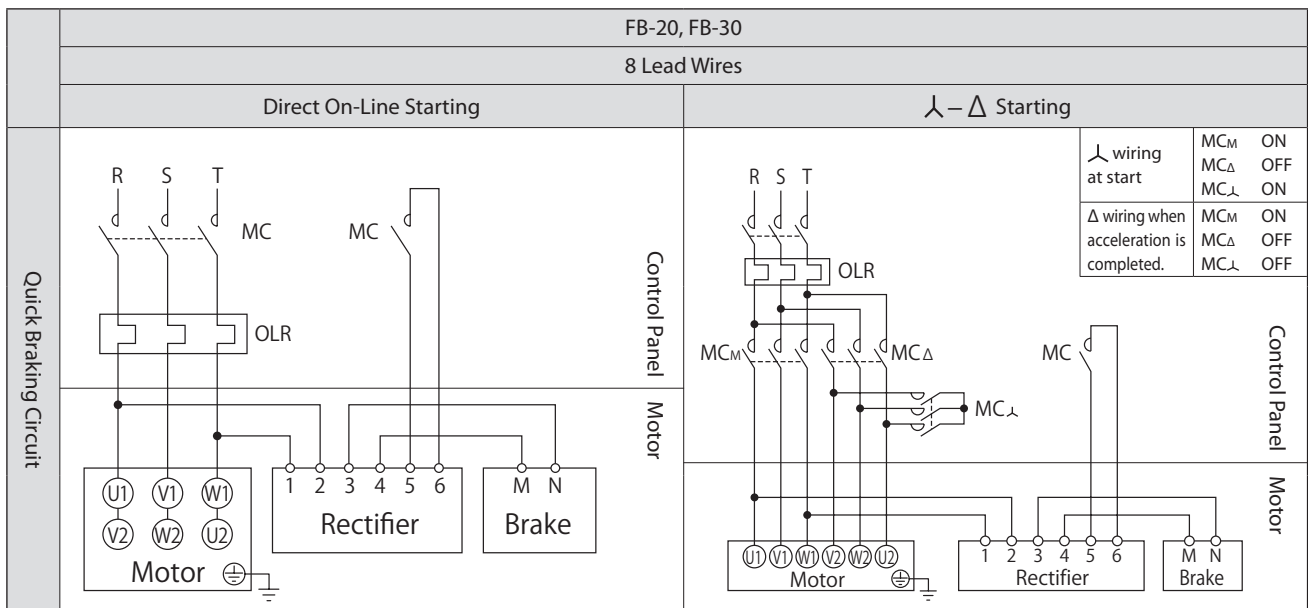 FB-20, FB-30
8 Lead Wires
Direct On-Line Starting
⅄ – Δ Starting
Quick Braking Circuit
R S T
MC
MC
OLR
Control Panel
Motor
U1 V1 W1
V2 W2 U2
Motor
1 2 3 4 5 6
Rectifier
M N
Brake
⅄ wiring at start
MCM ON
MCΔ OFF
MC⅄ ON
Δ wiring when
acceleration is
completed.
MCM ON
MCΔ OFF
MC⅄ OFF
R S T
OLR
MCM
MCΔ
MC
MC⅄
Control Panel
Motor
U1 V1 W1 V2 W2 U2
Motor
1 2 3 4 5 6
Rectifier
M N
Brake